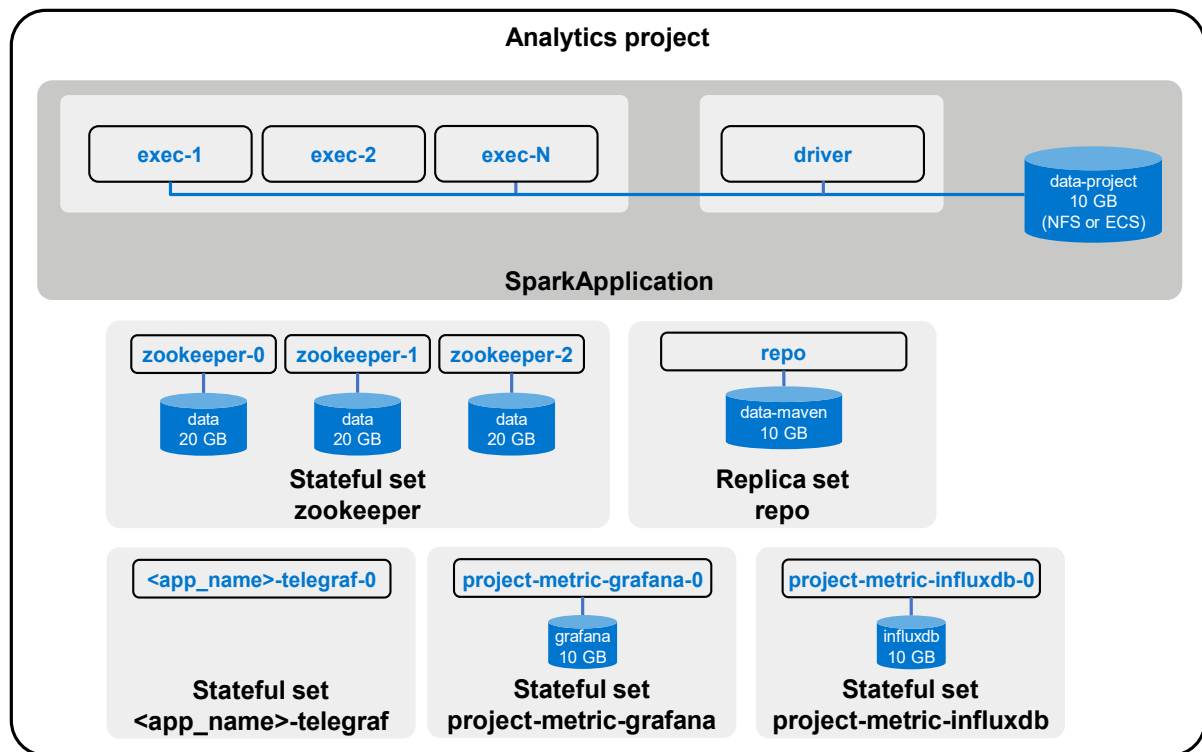 Analytics project
exec-1
exec-2
exec-N
driver
data-project
10 GB
(NFS or ECS)
SparkApplication
zookeeper-0
zookeeper-1
zookeeper-2
data
20 GB
data
20 GB
data
20 GB
Stateful set
zookeeper
repo
data-maven
10 GB
Replica set
repo
<app_name>-telegraf-0
Stateful set
<app_name>-telegraf
project-metric-grafana-0
grafana
10 GB
Stateful set
project-metric-grafana
project-metric-influxdb-0
influxdb
10 GB
Stateful set
project-metric-influxdb